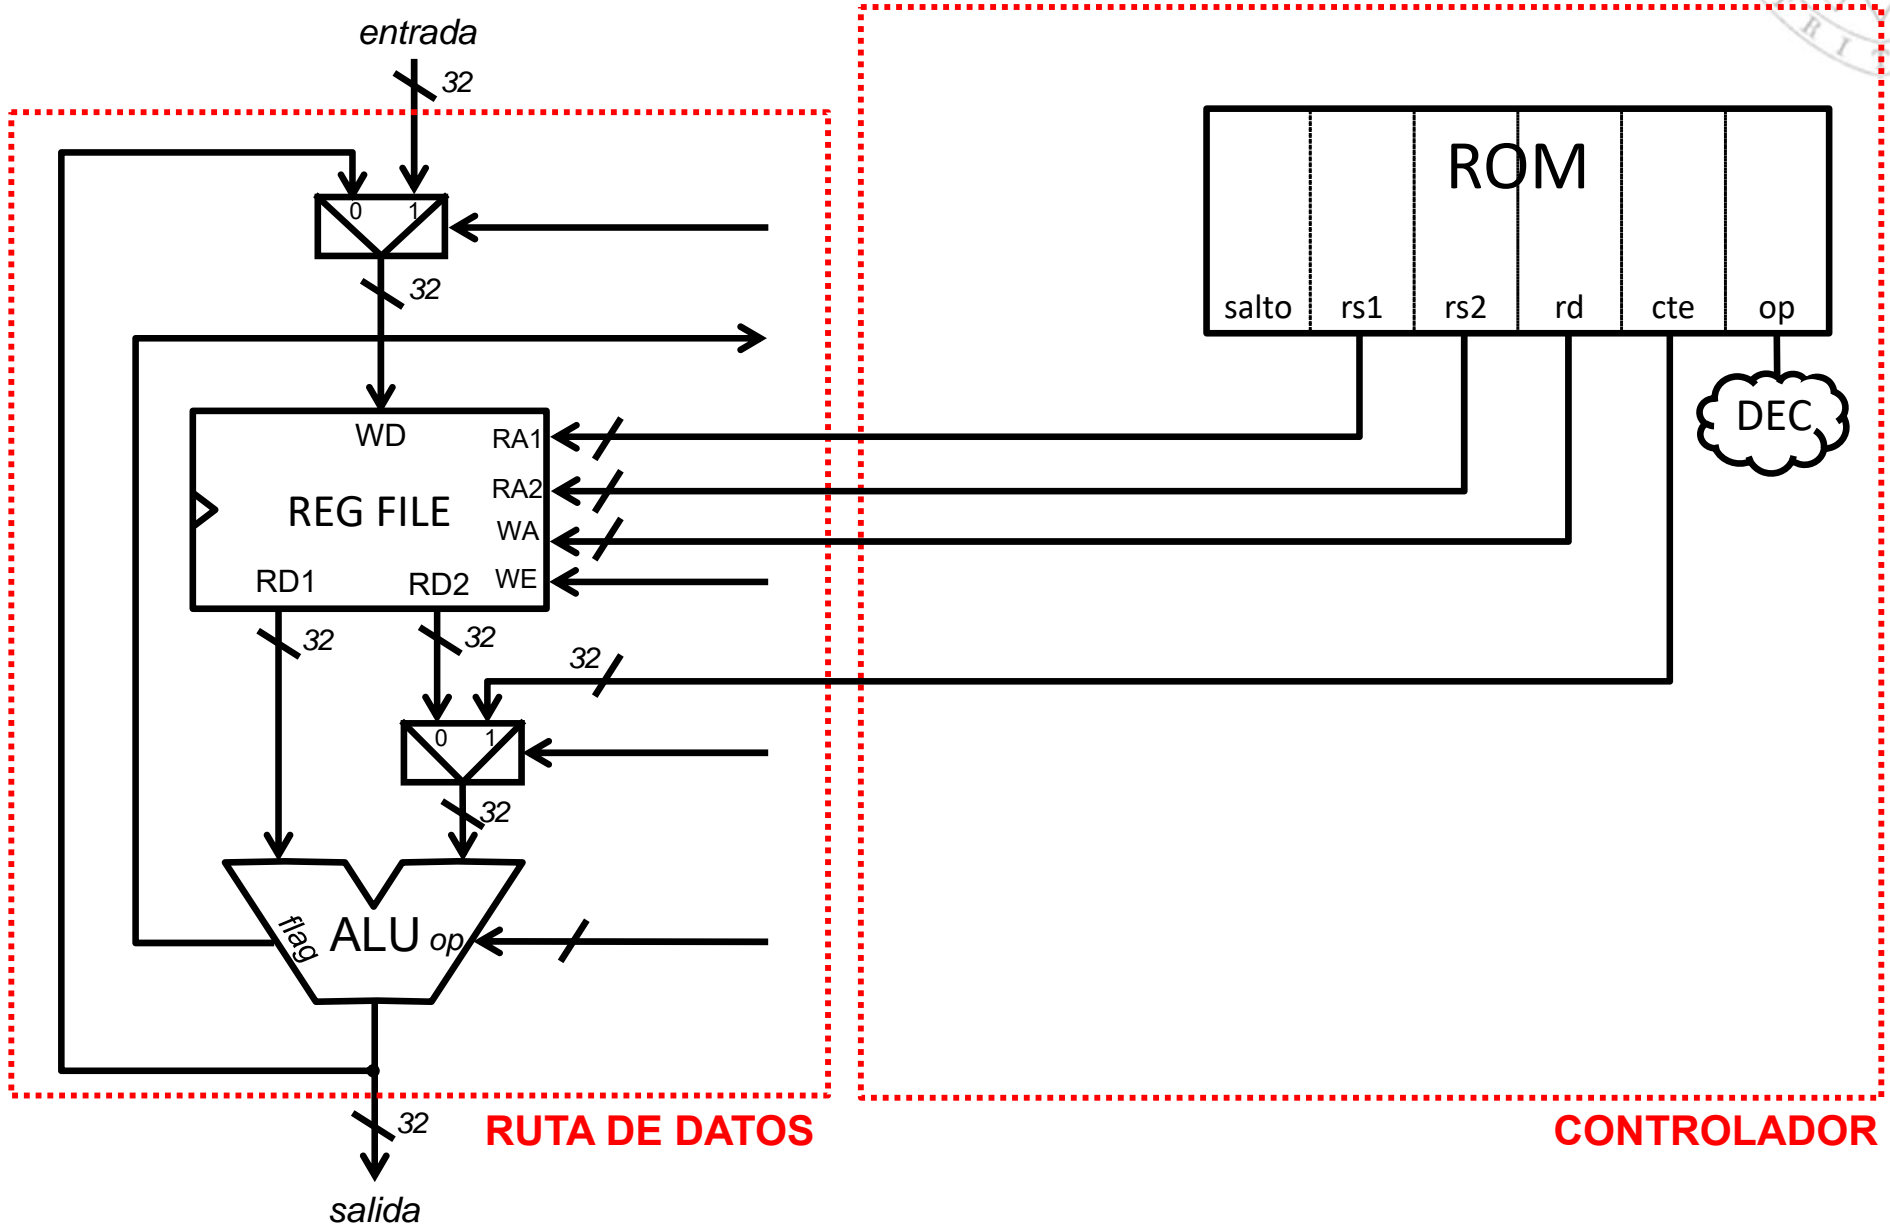 entrada
32
0 1
32
WD
RA1
RA2
WA
WE
REG FILE
RD1
RD2
32
32
32
0 1
32
flag
ALU
op
32
salida
RUTA DE DATOS
ROM
salto
rs1
rs2
rd
cte
op
DEC
CONTROLADOR
R I T